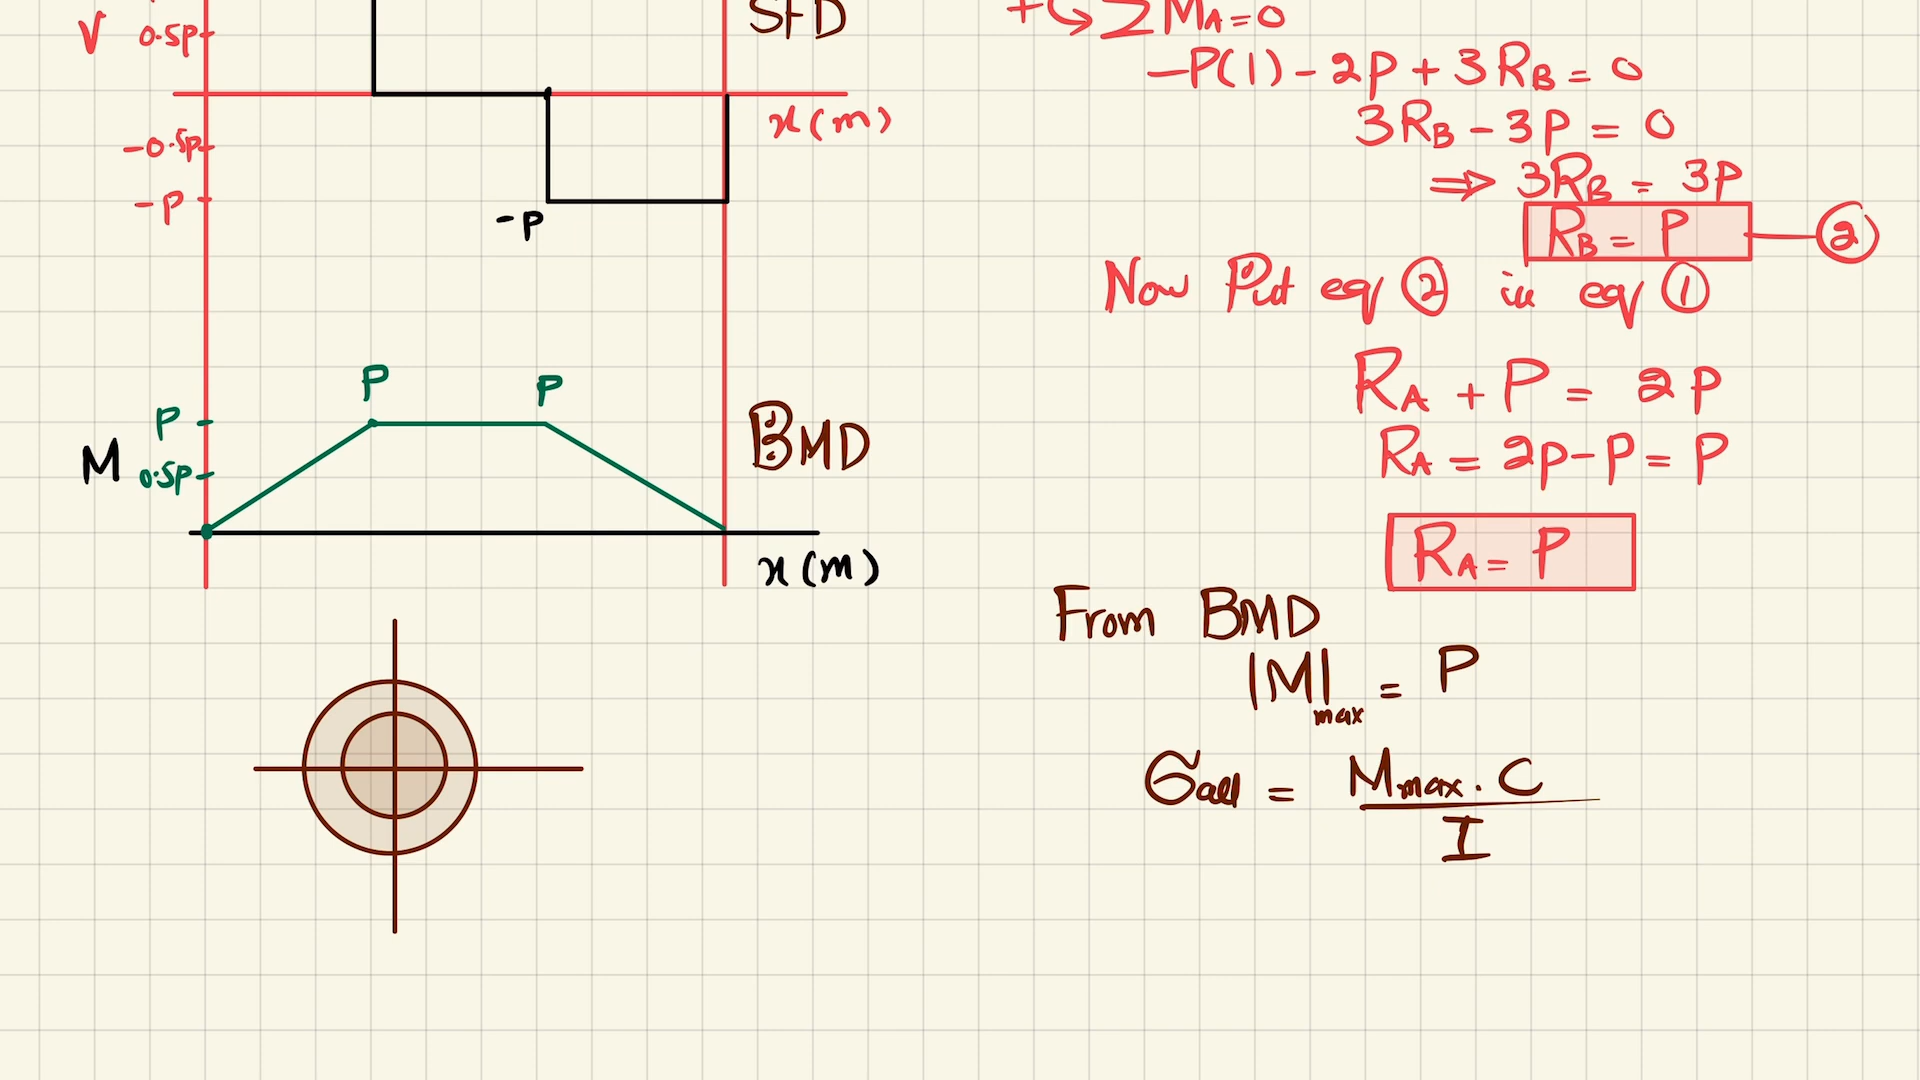 V 0.5P
SFD
x(m)
-0.5P
-P
-P
P P
P
M 0.5P
BMD
x(m)
+ ΣMA=0
-P(1) - 2P + 3RB = 0
3RB - 3P = 0
⇒ 3RB = 3P
RB = P ②
Now Put eq ② in eq ①
RA + P = 2P
RA = 2P-P = P
RA = P
From BMD
|M|max = P
σall = Mmax . C
I